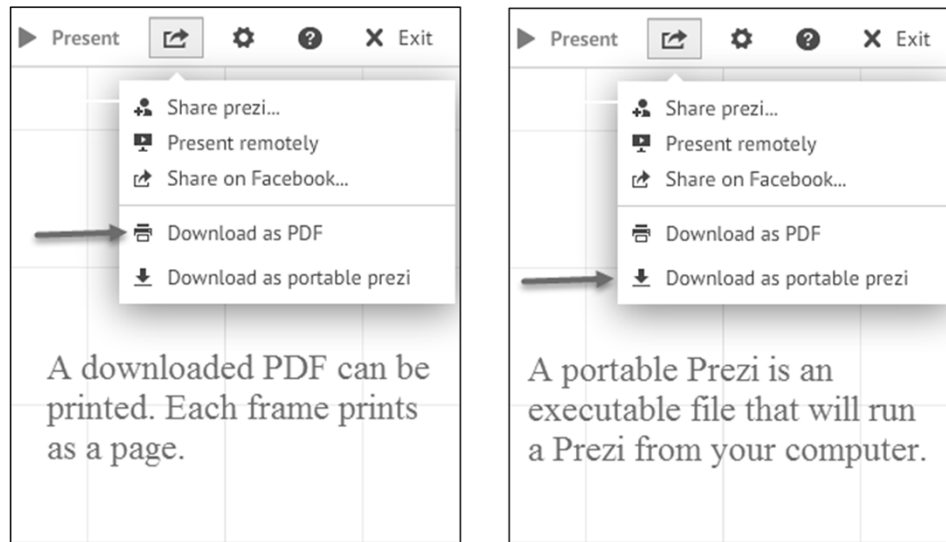 Present Exit
Share prezi...
Present remotely
Share on Facebook...
Download as PDF
Download as portable prezi
A downloaded PDF can be
printed. Each frame prints
as a page.
Present Exit
Share prezi...
Present remotely
Share on Facebook...
Download as PDF
Download as portable prezi
A portable Prezi is an
executable file that will run
a Prezi from your computer.